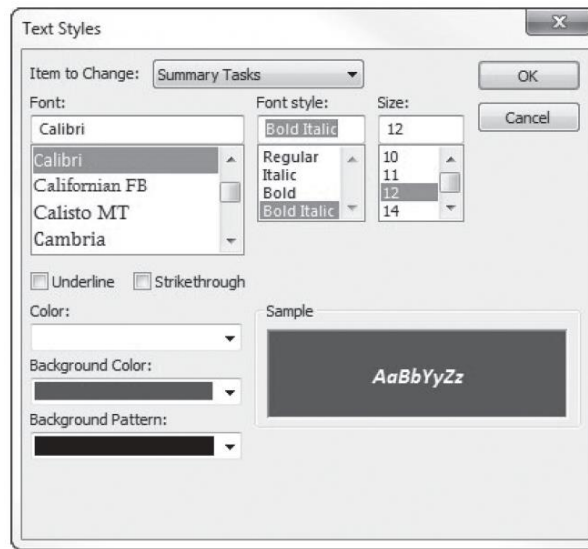 Text Styles
X
Item to Change: Summary Tasks
OK
Cancel
Font:
Calibri
Calibri
Californian FB
Calisto MT
Cambria
Font style:
Bold Italic
Regular
Italic
Bold
Bold Italic
Size:
12
10
11
12
14
Underline
Strikethrough
Color:
Background Color:
Background Pattern:
Sample
AaBbYyZz